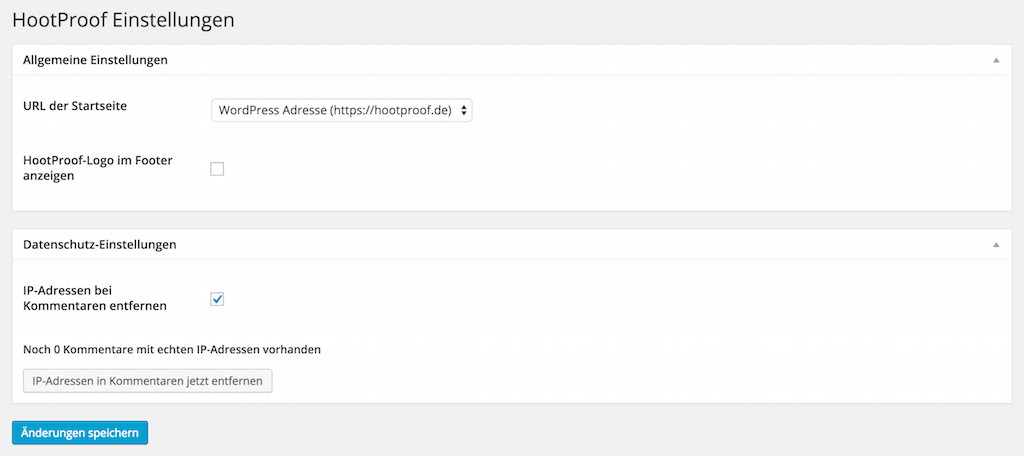 HootProof Einstellungen
Allgemeine Einstellungen
URL der Startseite
WordPress Adresse (https://hootproof.de)
HootProof-Logo im Footer
anzeigen
Datenschutz-Einstellungen
IP-Adressen bei
Kommentaren entfernen
Noch 0 Kommentare mit echten IP-Adressen vorhanden
IP-Adressen in Kommentaren jetzt entfernen
Änderungen speichern